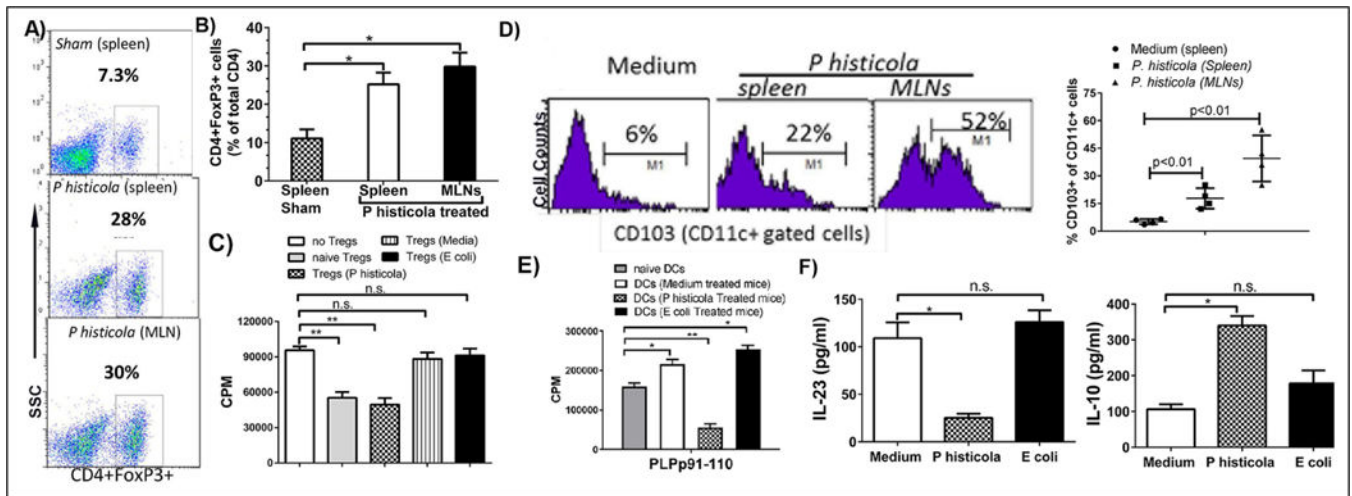 A)
Sham (spleen)
7.3%
P histicola (spleen)
28%
P histicola (MLN)
30%
SSC
CD4+FoxP3+
B)
CD4+FoxP3+ cells
(% of total CD4)
40
30
20
10
0
*
*
Spleen
Sham
Spleen
MLNs
P histicola treated
C)
no Tregs
naive Tregs
Tregs (P histicola)
Tregs (Media)
Tregs (E coli)
n.s.
n.s.
**
**
CPM
120000
90000
60000
30000
0
D)
Medium
P histicola
spleen
MLNs
Cell Counts
6%
M1
22%
M1
52%
M1
CD103 (CD11c+ gated cells)
Medium (spleen)
P. histicola (Spleen)
P. histicola (MLNs)
% CD103+ of CD11c+ cells
75
60
45
30
15
0
p<0.01
p<0.01
E)
naive DCs
DCs (Medium treated mice)
DCs (P histicola Treated mice)
DCs (E coli Treated mice)
CPM
300000
200000
100000
0
*
**
*
PLPp91-110
F)
IL-23 (pg/ml)
150
100
50
0
n.s.
*
Medium
P histicola
E coli
IL-10 (pg/ml)
400
300
200
100
0
n.s.
*
Medium
P histicola
E coli